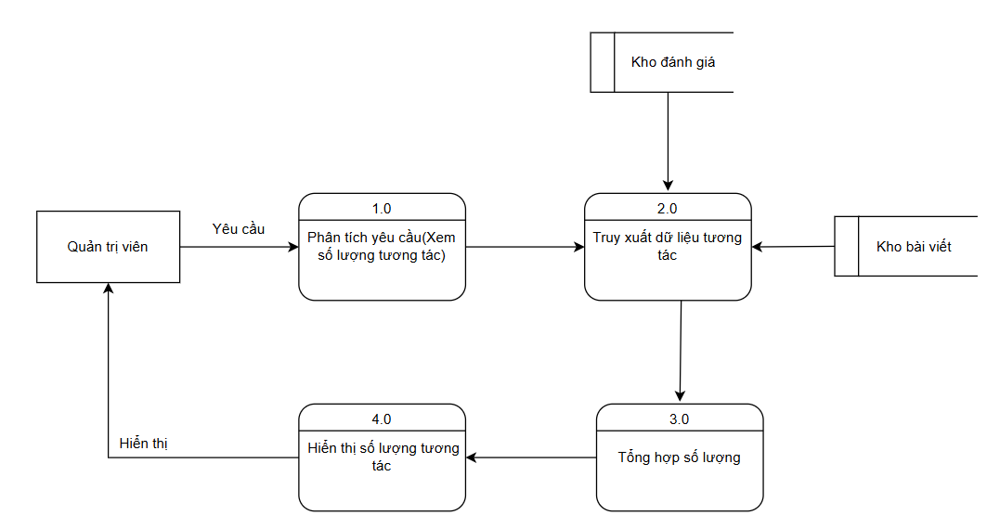 Kho đánh giá
1.0
2.0
Yêu cầu
Phân tích yêu cầu(Xem
số lượng tương tác)
Truy xuất dữ liệu tương
tác
Quản trị viên
Kho bài viết
4.0
3.0
Hiển thị
Hiển thị số lượng tương
tác
Tổng hợp số lượng